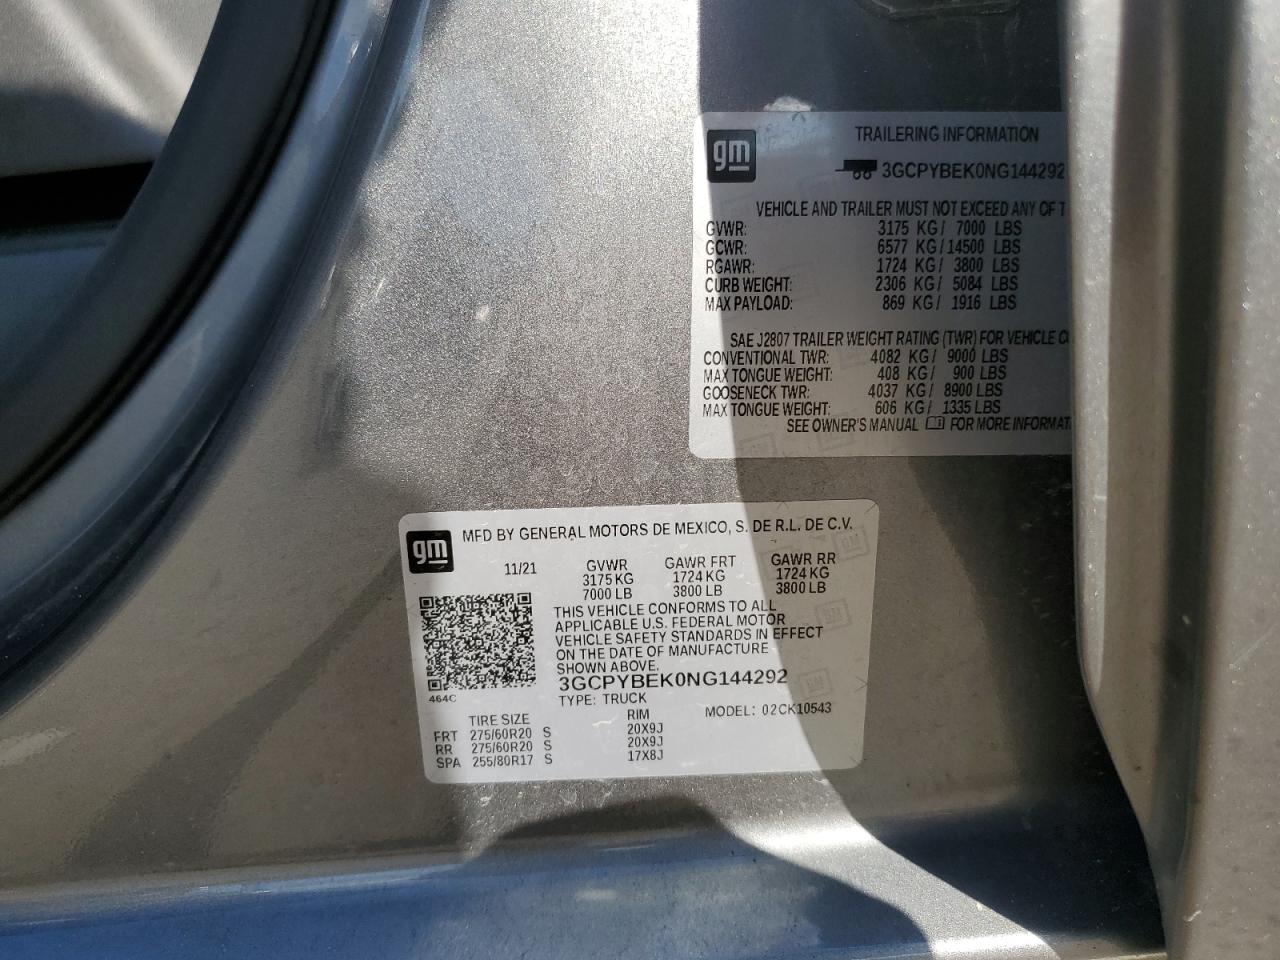 gm
TRAILERING INFORMATION
3GCPYBEK0NG144292
VEHICLE AND TRAILER MUST NOT EXCEED ANY OF T
GVWR: 3175 KG/ 7000 LBS
GCWR: 6577 KG/14500 LBS
RGAWR: 1724 KG/ 3800 LBS
CURB WEIGHT: 2306 KG/ 5084 LBS
MAX PAYLOAD: 869 KG/ 1916 LBS
SAE J2807 TRAILER WEIGHT RATING (TWR) FOR VEHICLE
CONVENTIONAL TWR: 4082 KG/ 9000 LBS
MAX TONGUE WEIGHT: 408 KG/ 900 LBS
GOOSENECK TWR: 4037 KG/ 8900 LBS
MAX TONGUE WEIGHT: 606 KG/ 1335 LBS
SEE OWNER'S MANUAL FOR MORE INFORMAT
gm
MFD BY GENERAL MOTORS DE MEXICO, S. DE R.L. DE C.V.
11/21 GVWR GAWR FRT GAWR RR
3175 KG 1724 KG 1724 KG
7000 LB 3800 LB 3800 LB
THIS VEHICLE CONFORMS TO ALL
APPLICABLE U.S. FEDERAL MOTOR
VEHICLE SAFETY STANDARDS IN EFFECT
ON THE DATE OF MANUFACTURE
SHOWN ABOVE.
3GCPYBEK0NG144292
464C
TYPE: TRUCK
MODEL: 02CK10543
TIRE SIZE RIM
FRT 275/60R20 S 20X9J
RR 275/60R20 S 20X9J
SPA 255/80R17 S 17X8J